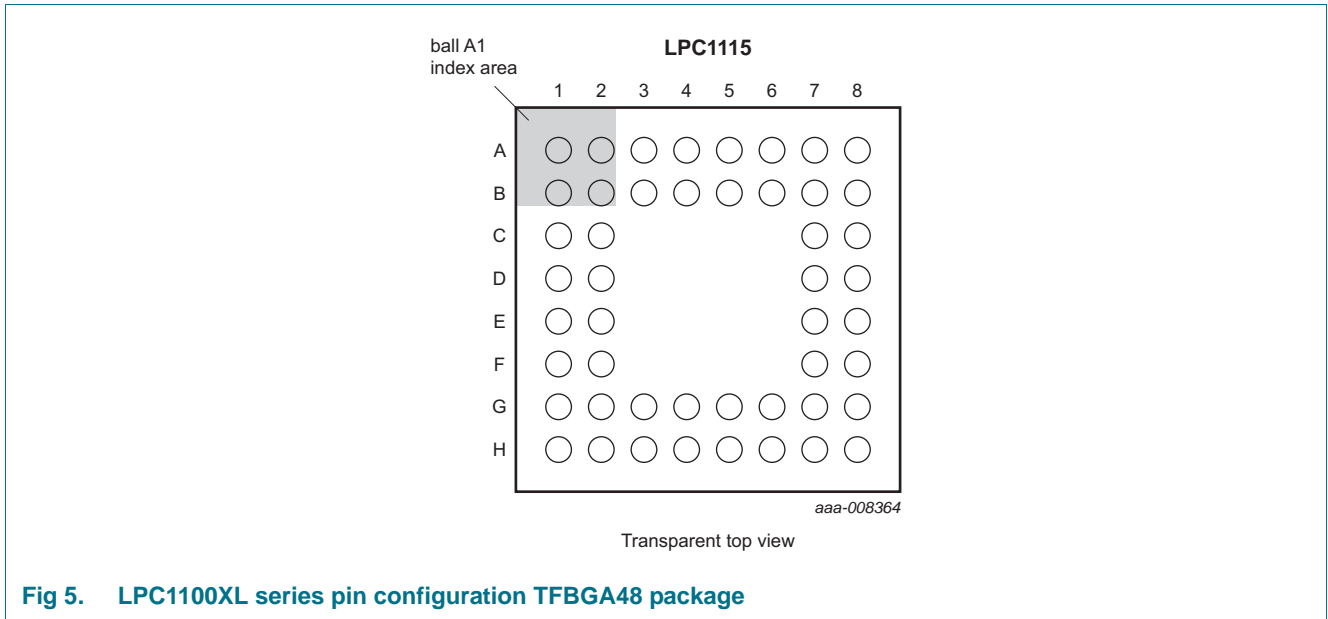 ball A1
index area
LPC1115
1 2 3 4 5 6 7 8
A
B
C
D
E
F
G
H
aaa-008364
Transparent top view
Fig 5. LPC1100XL series pin configuration TFBGA48 package